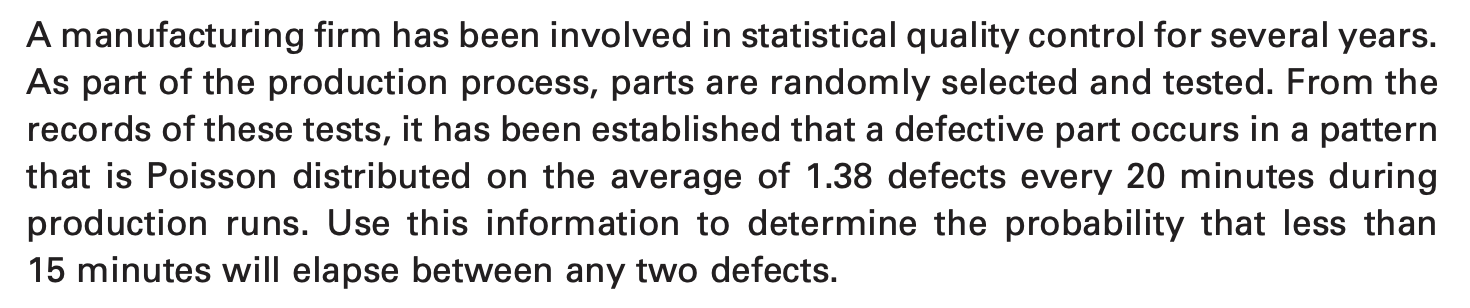 A manufacturing firm has been involved in statistical quality control for several years.
As part of the production process, parts are randomly selected and tested. From the
records of these tests, it has been established that a defective part occurs in a pattern
that is Poisson distributed on the average of 1.38 defects every 20 minutes during
production runs. Use this information to determine the probability that less than
15 minutes will elapse between any two defects.